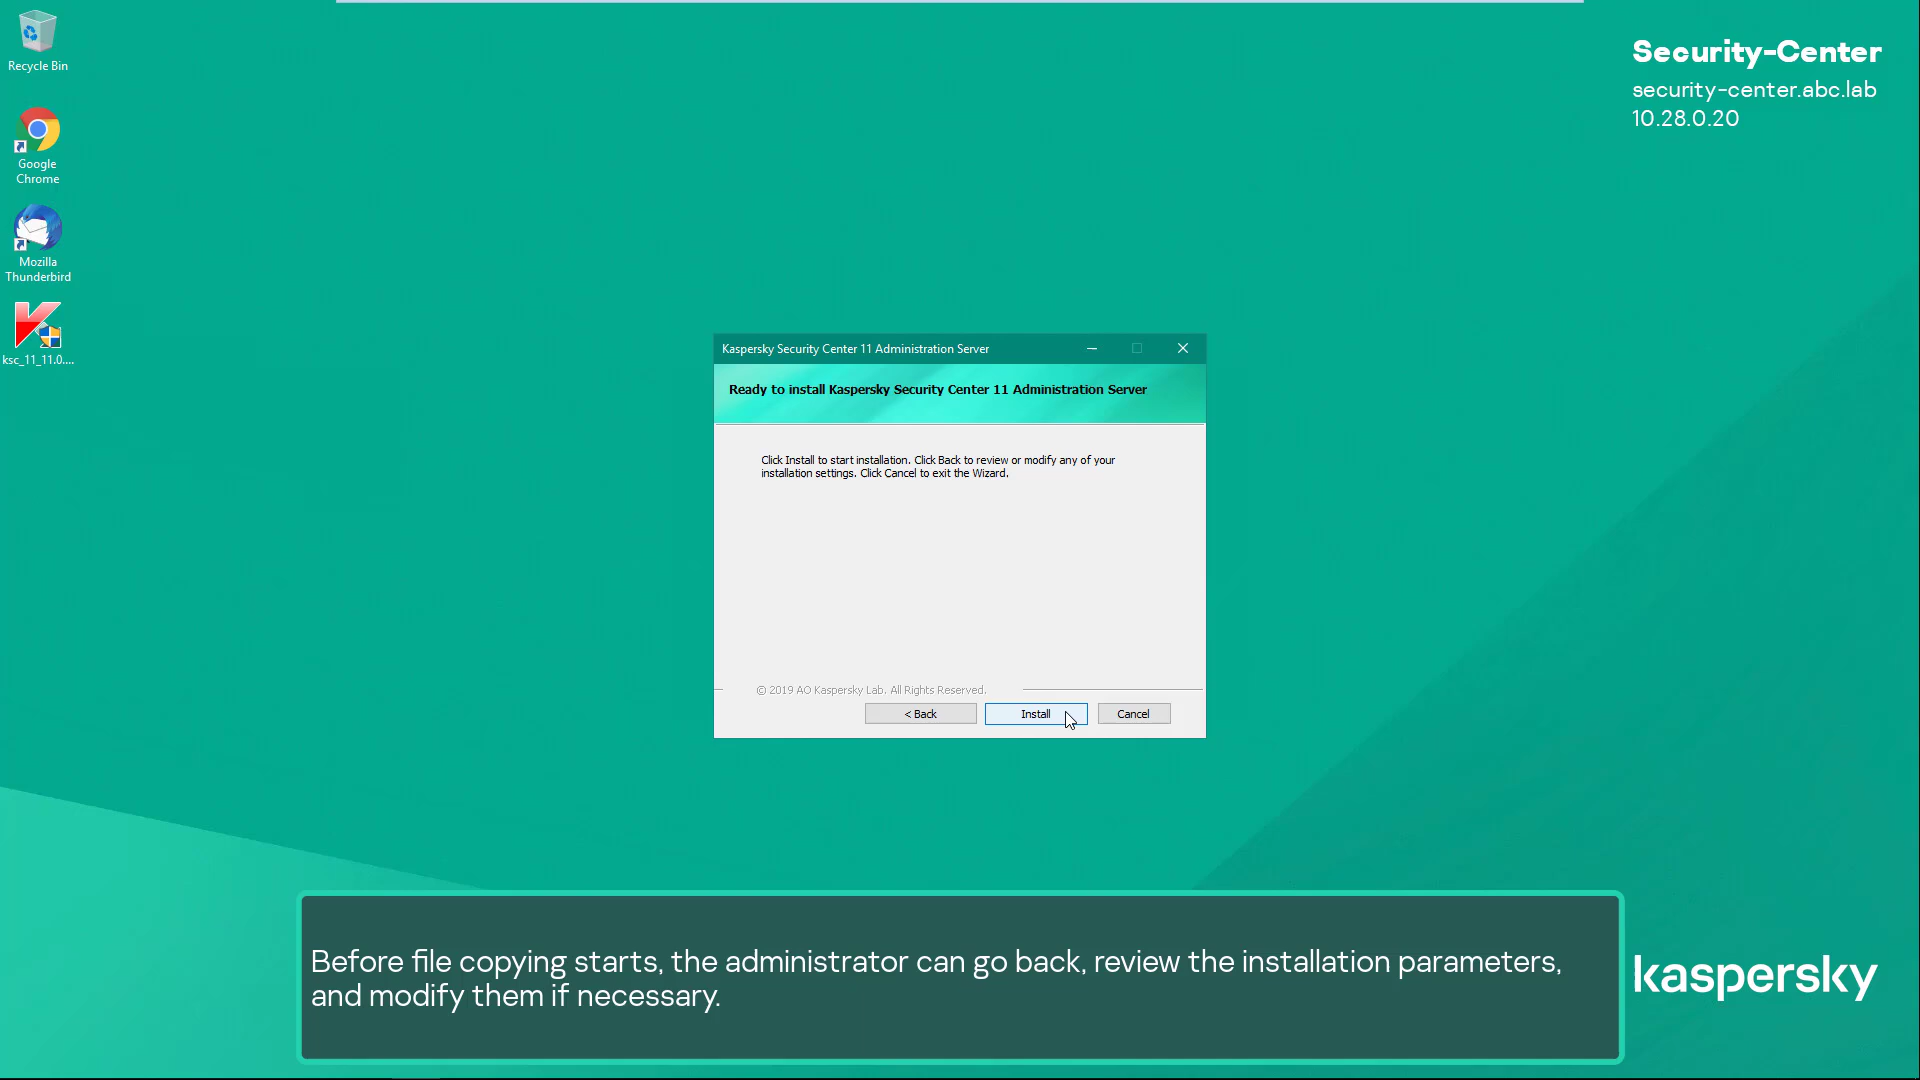 Recycle Bin
Google
Chrome
Mozilla
Thunderbird
ksc_11_11.0....
Security-Center
security-center.abc.lab
10.28.0.20
Kaspersky Security Center 11 Administration Server
Ready to install Kaspersky Security Center 11 Administration Server
Click Install to start installation. Click Back to review or modify any of your
installation settings. Click Cancel to exit the Wizard.
© 2019 AO Kaspersky Lab. All Rights Reserved.
< Back
Install
Cancel
Before file copying starts, the administrator can go back, review the installation parameters,
and modify them if necessary.
kaspersky